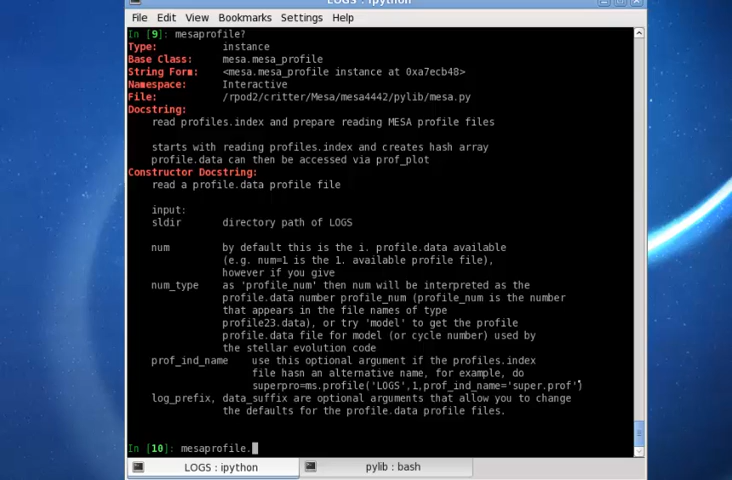 LOGS : ipython
File Edit View Bookmarks Settings Help
In [9]: mesaprofile?
Type: instance
Base Class: mesa.mesa_profile
String Form: <mesa.mesa_profile instance at 0xa7ecb48>
Namespace: Interactive
File: /rpod2/critter/Mesa/mesa4442/pylib/mesa.py
Docstring:
read profiles.index and prepare reading MESA profile files
starts with reading profiles.index and creates hash array
profile.data can then be accessed via prof_plot
Constructor Docstring:
read a profile.data profile file
input:
sldir directory path of LOGS
num by default this is the i. profile.data available
(e.g. num=1 is the 1. available profile file),
however if you give
num_type as 'profile_num' then num will be interpreted as the
profile.data number profile_num (profile_num is the number
that appears in the file names of type
profile23.data), or try 'model' to get the profile
profile.data file for model (or cycle number) used by
the stellar evolution code
prof_ind_name use this optional argument if the profiles.index
file hasn an alternative name, for example, do
superpro=ms.profile('LOGS',1,prof_ind_name='super.prof')
log_prefix, data_suffix are optional arguments that allow you to change
the defaults for the profile.data profile files.
In [10]: mesaprofile.
LOGS : ipython pylib : bash